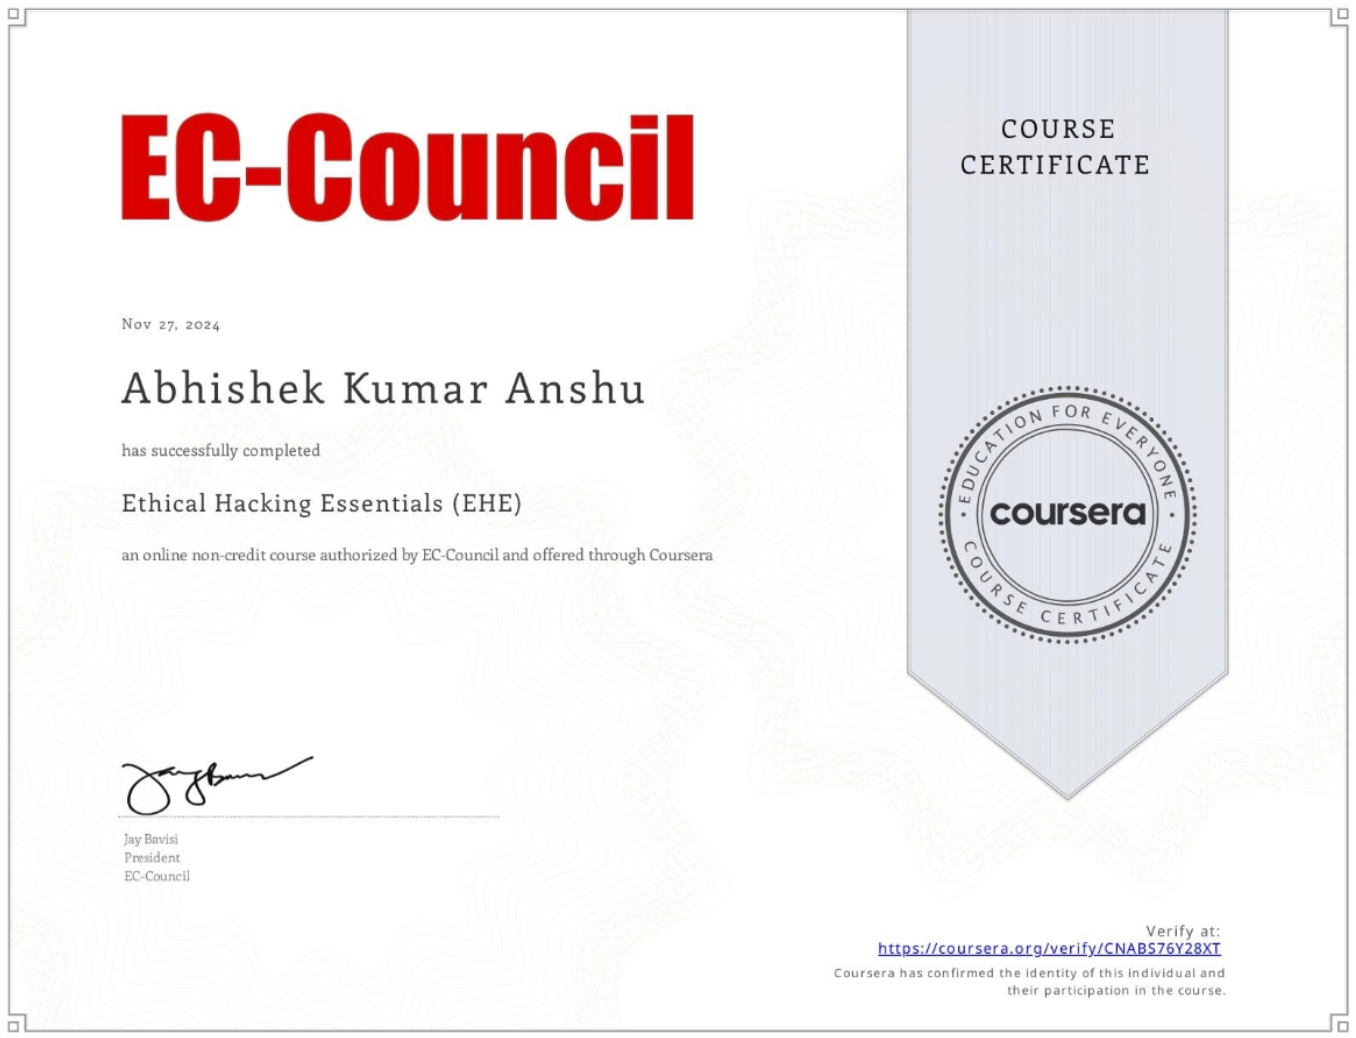 EC-Council
COURSE
CERTIFICATE
Nov 27, 2024
Abhishek Kumar Anshu
has successfully completed
Ethical Hacking Essentials (EHE)
an online non-credit course authorized by EC-Council and offered through Coursera
EDUCATION FOR EVERYONE
coursera
COURSE CERTIFICATE
Jay Bavisi
President
EC-Council
Verify at:
https://coursera.org/verify/CNABS76Y28XT
Coursera has confirmed the identity of this individual and
their participation in the course.